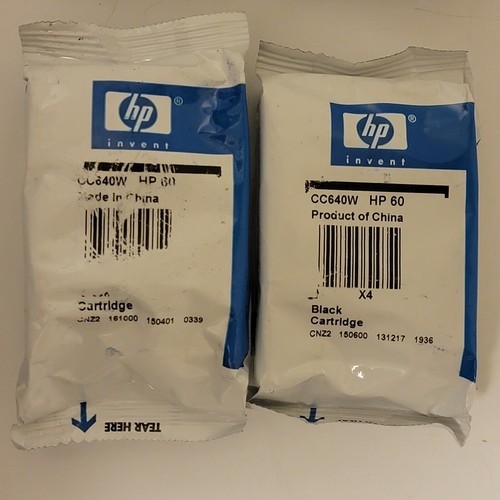 hp®
invent
CC640W HP 60
Made in China
Cartridge
CNZ2 161000 150401 0339
TEAR HERE
hp®
invent
CC640W HP 60
Product of China
X4
Black
Cartridge
CNZ2 150600 131217 1936